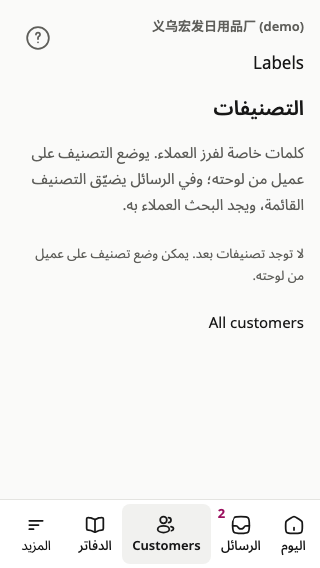 义乌宏发日用品厂 (demo)
Labels
التصنيفات
كلمات خاصة لفرز العملاء. يوضع التصنيف على
عميل من لوحته؛ وفي الرسائل يضيّق التصنيف
القائمة، ويجد البحث العملاء به.
لا توجد تصنيفات بعد. يمكن وضع تصنيف على عميل
من لوحته.
All customers
اليوم
2
الرسائل
Customers
الدفاتر
المزيد